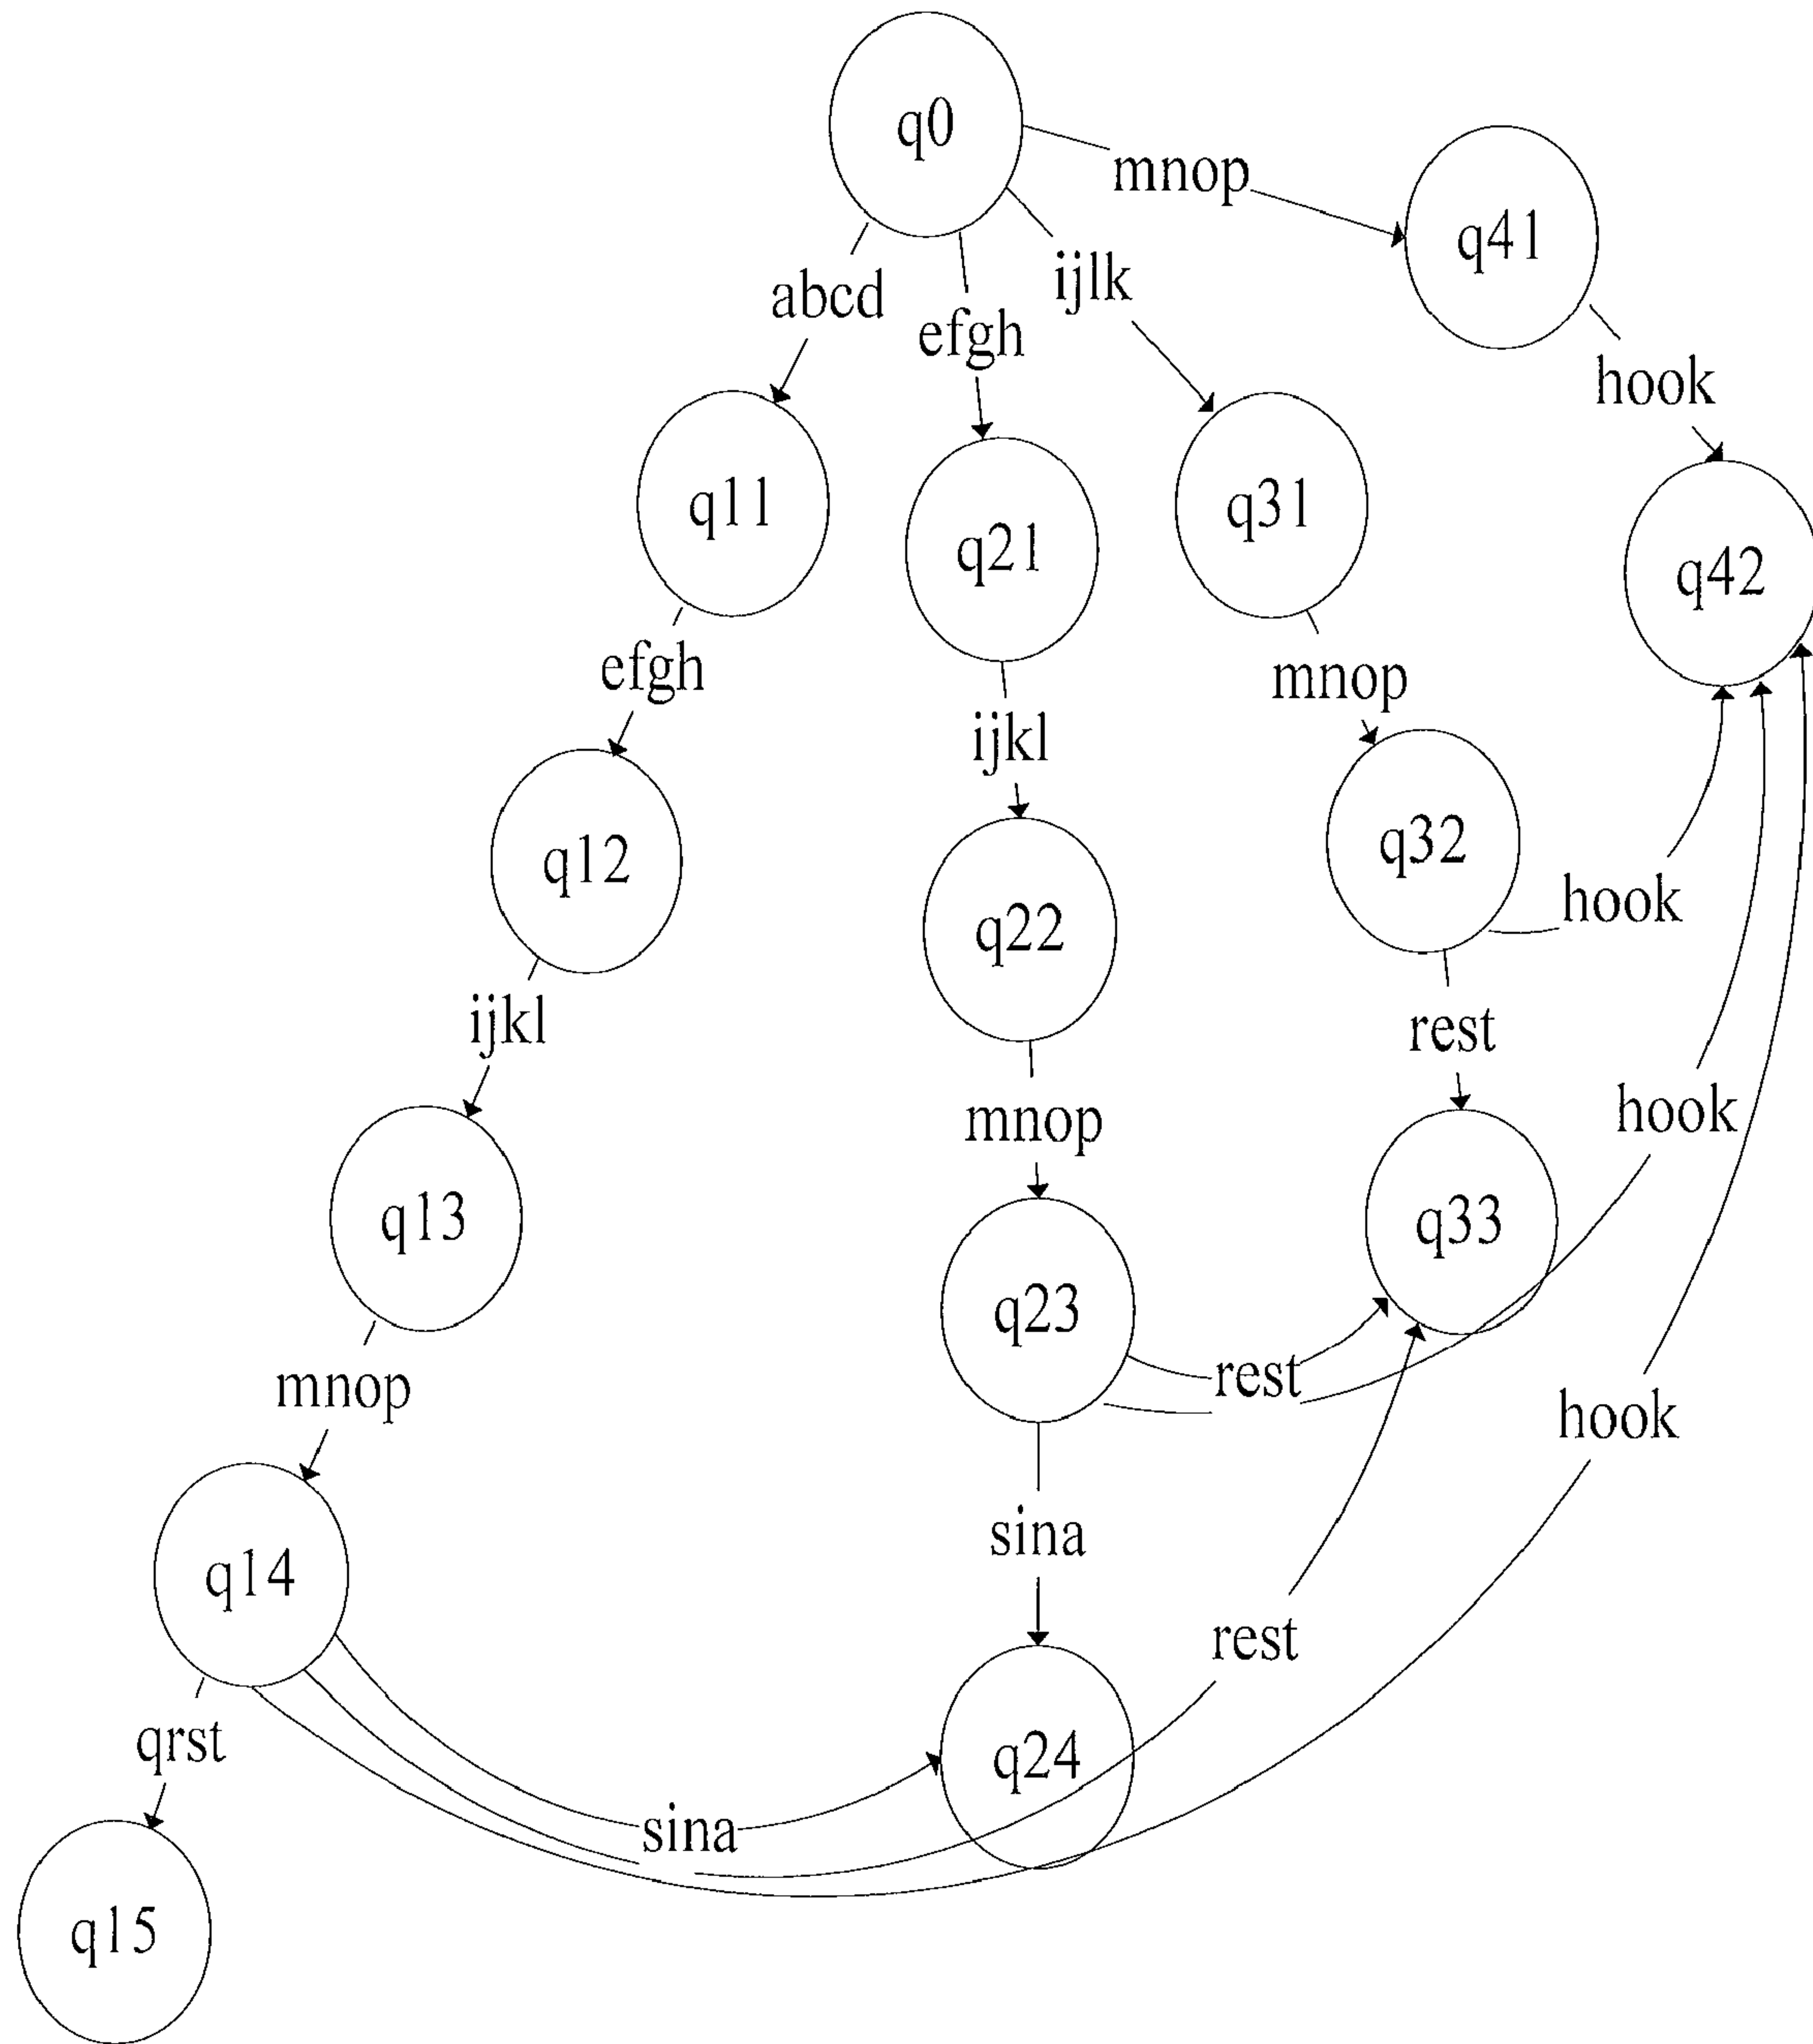 q0
mnop
q41
ijlk
abcd
efgh
hook
q11
q31
q21
q42
efgh
mnop
ijkl
q32
q12
hook
q22
ijkl
rest
hook
mnop
q13
q33
q23
rest
mnop
hook
sina
q14
rest
qrst
q24
sina
q15